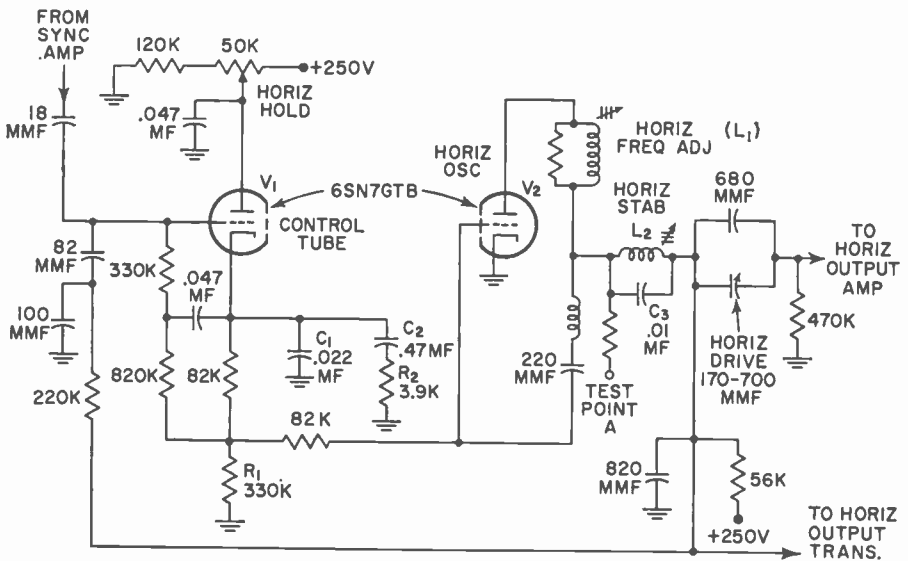 FROM
SYNC
.AMP
120K
50K
+250V
HORIZ
HOLD
18
MMF
.047
MF
V1
6SN7GTB
V2
CONTROL
TUBE
HORIZ
OSC
HORIZ (L1)
FREQ ADJ
HORIZ
STAB
L2
680
MMF
TO
HORIZ
OUTPUT
AMP
82
MMF
330K
.047
MF
100
MMF
C1
.022
MF
C2
.47MF
R2
3.9K
C3
.01
MF
HORIZ
DRIVE
170-700
MMF
470K
220K
820K
82K
82K
220
MMF
TEST
POINT
A
R1
330K
820
MMF
56K
+250V
TO HORIZ
OUTPUT
TRANS.